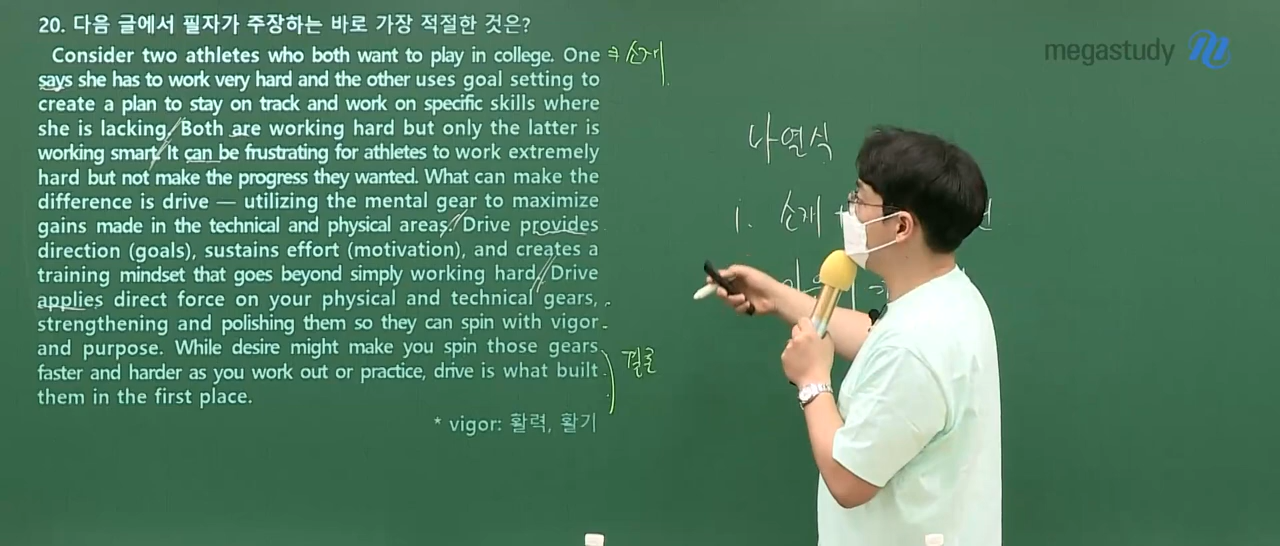 20. 다음 글에서 필자가 주장하는 바로 가장 적절한 것은?
Consider two athletes who both want to play in college. One
says she has to work very hard and the other uses goal setting to
create a plan to stay on track and work on specific skills where
she is lacking. Both are working hard but only the latter is
working smart. It can be frustrating for athletes to work extremely
hard but not make the progress they wanted. What can make the
difference is drive — utilizing the mental gear to maximize
gains made in the technical and physical areas. Drive provides
direction (goals), sustains effort (motivation), and creates a
training mindset that goes beyond simply working hard. Drive
applies direct force on your physical and technical gears,
strengthening and polishing them so they can spin with vigor
and purpose. While desire might make you spin those gears
faster and harder as you work out or practice, drive is what built
them in the first place.
* vigor: 활력, 활기
소재
결론
megastudy
나열식
i. 소재